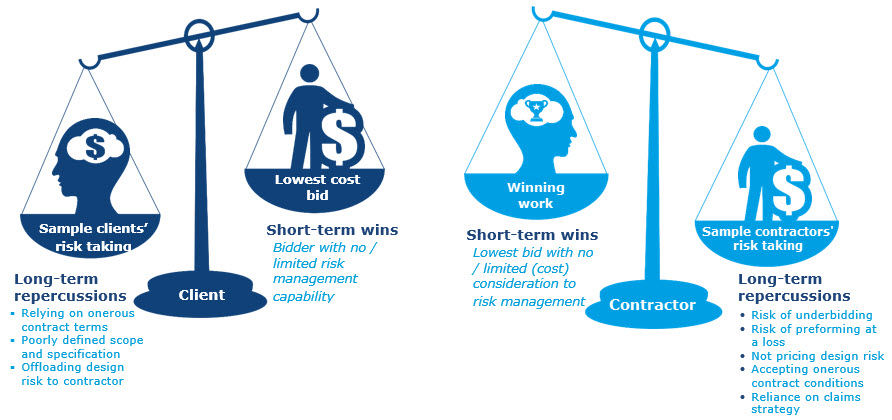 $
Sample clients'
risk taking
$
Lowest cost
bid
Short-term wins
Bidder with no /
limited risk
management
capability
Long-term
repercussions
▪ Relying on onerous
contract terms
▪ Poorly defined scope
and specification
▪ Offloading design
risk to contractor
Client
Winning
work
Short-term wins
Lowest bid with no
/ limited (cost)
consideration to
risk management
Contractor
$
Sample contractors'
risk taking
Long-term
repercussions
• Risk of underbidding
• Risk of preforming at
a loss
• Not pricing design risk
• Accepting onerous
contract conditions
• Reliance on claims
strategy